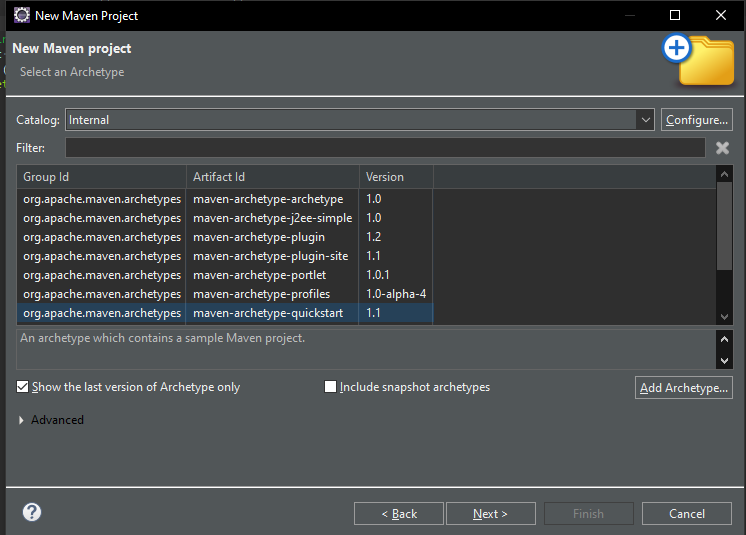 New Maven Project
New Maven project
Select an Archetype
Catalog: Internal Configure...
Filter:
Group Id Artifact Id Version
org.apache.maven.archetypes maven-archetype-archetype 1.0
org.apache.maven.archetypes maven-archetype-j2ee-simple 1.0
org.apache.maven.archetypes maven-archetype-plugin 1.2
org.apache.maven.archetypes maven-archetype-plugin-site 1.1
org.apache.maven.archetypes maven-archetype-portlet 1.0.1
org.apache.maven.archetypes maven-archetype-profiles 1.0-alpha-4
org.apache.maven.archetypes maven-archetype-quickstart 1.1
An archetype which contains a sample Maven project.
Show the last version of Archetype only Include snapshot archetypes Add Archetype...
Advanced
? < Back Next > Finish Cancel